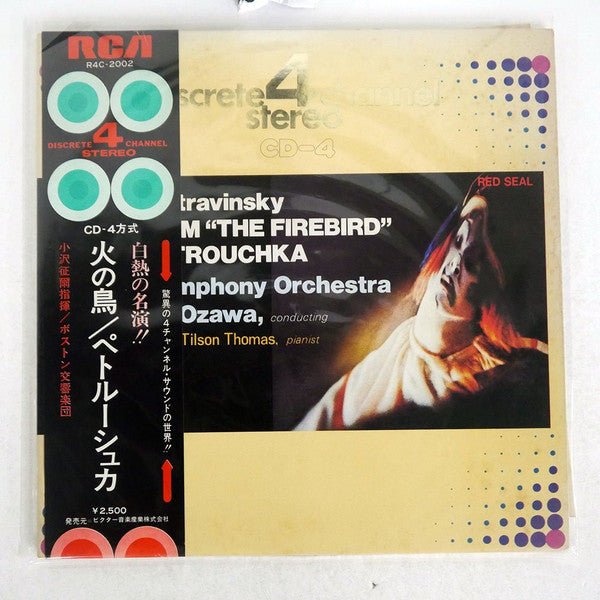 RCA
R4C-2002
DISCRETE 4 CHANNEL
STEREO
CD-4方式
白熱の名演!!
驚異の4チャンネル・サウンドの世界!!
火の鳥/ペトルーシュカ
小沢征爾指揮/ボストン交響楽団
¥2,500
発売元=ビクター音楽産業株式会社
screte 4 channel
stereo
CD-4
RED SEAL
travinsky
M "THE FIREBIRD"
TROUCHKA
mphony Orchestra
Ozawa, conducting
Tilson Thomas, pianist